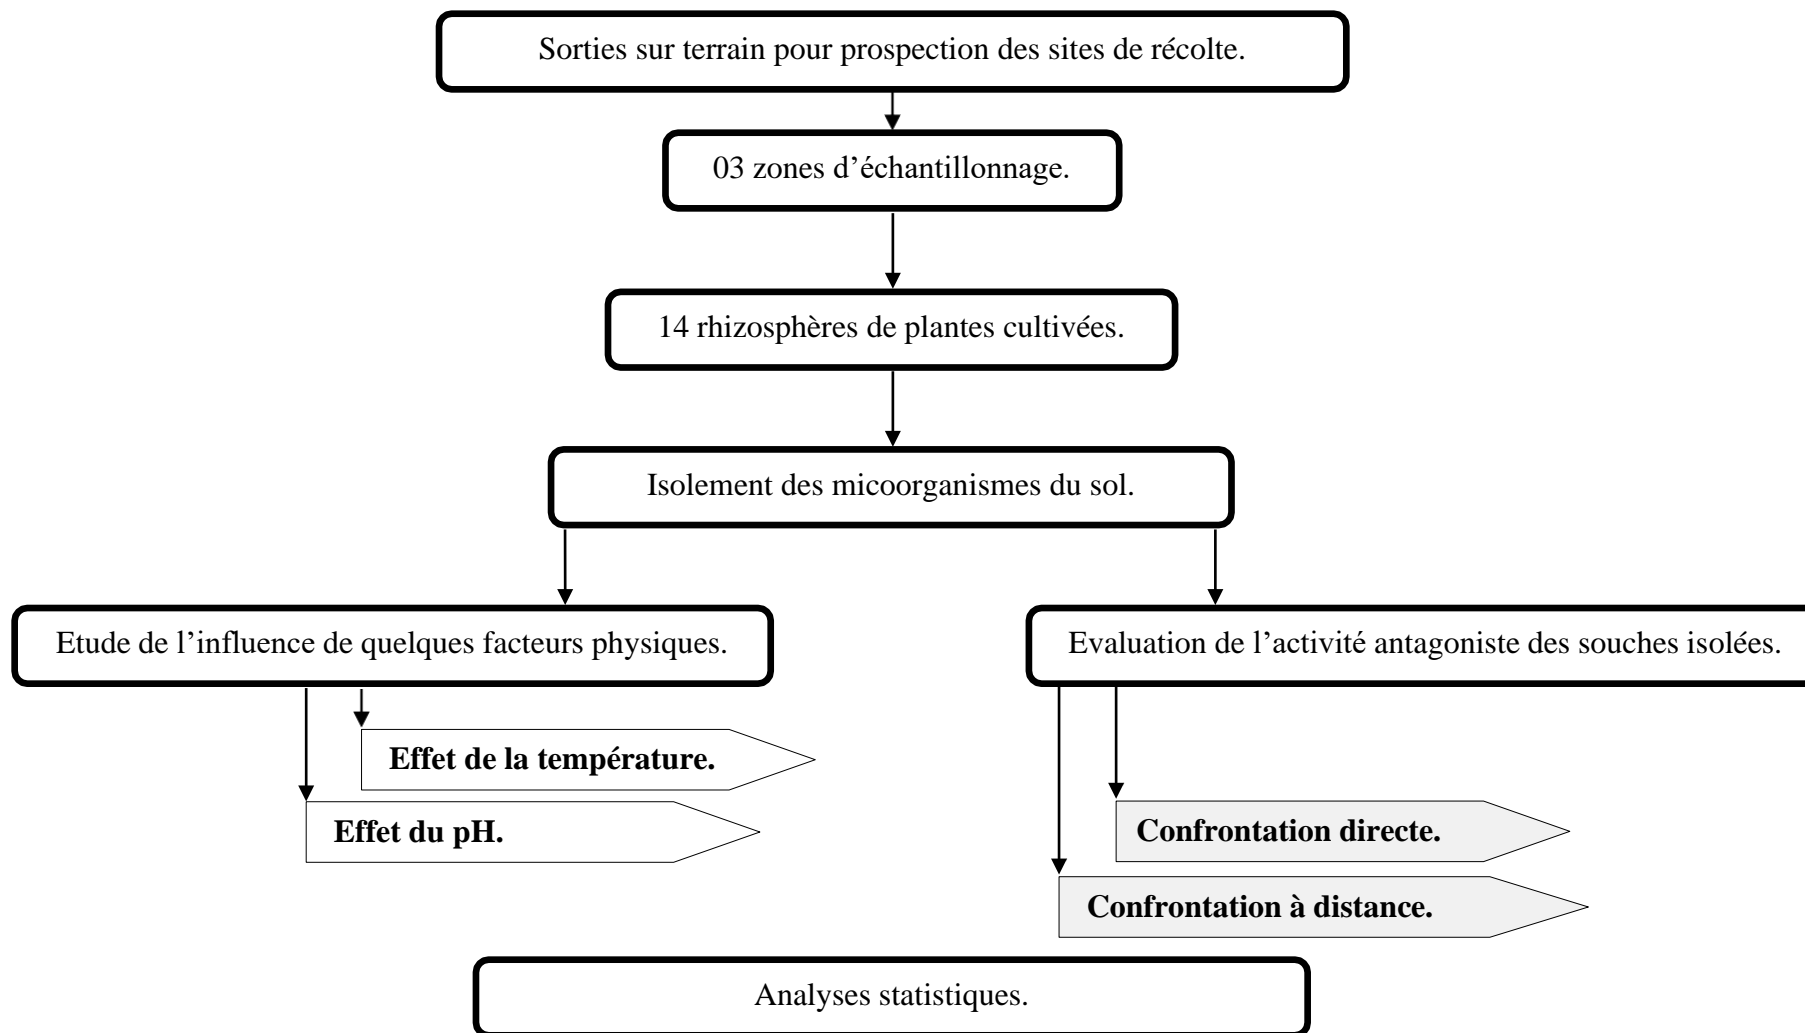 Sorties sur terrain pour prospection des sites de récolte.
03 zones d’échantillonnage.
14 rhizosphères de plantes cultivées.
Isolement des micoorganismes du sol.
Etude de l’influence de quelques facteurs physiques.
Evaluation de l’activité antagoniste des souches isolées.
Effet de la température.
Effet du pH.
Confrontation directe.
Confrontation à distance.
Analyses statistiques.